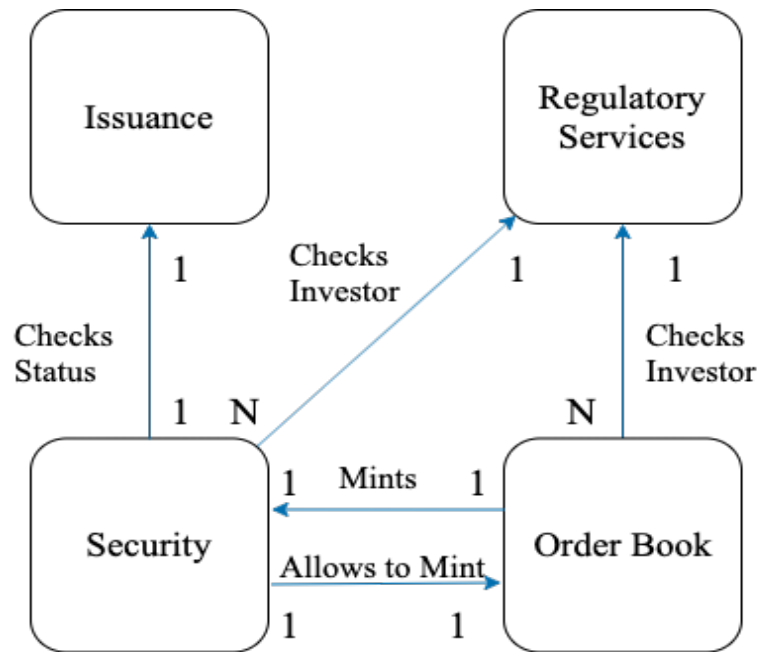 Issuance
Regulatory
Services
1
Checks
Investor
1
1
Checks
Status
Checks
Investor
1
N
N
1
Mints
1
Security
Order Book
Allows to Mint
1
1